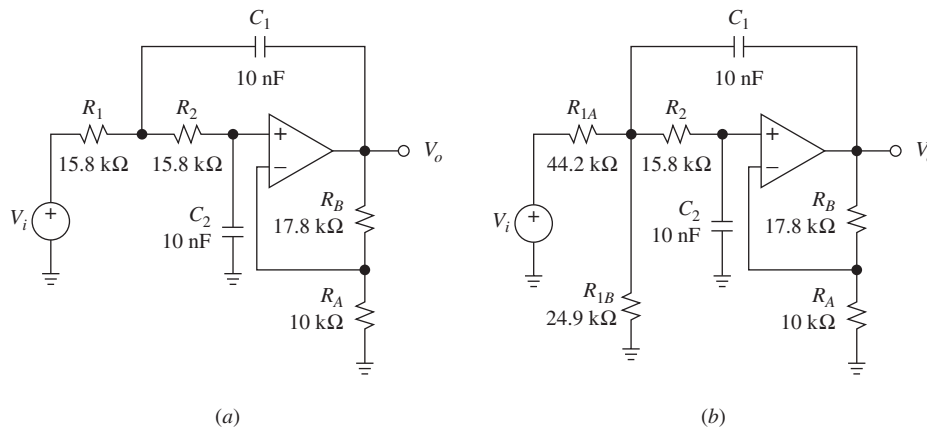 C1
10 nF
R1
R2
15.8 kΩ
15.8 kΩ
+
−
Vo
Vi
+
C2
10 nF
RB
17.8 kΩ
RA
10 kΩ
(a)
C1
10 nF
R1A
R2
44.2 kΩ
15.8 kΩ
+
−
Vi
+
C2
10 nF
RB
17.8 kΩ
R1B
24.9 kΩ
RA
10 kΩ
(b)